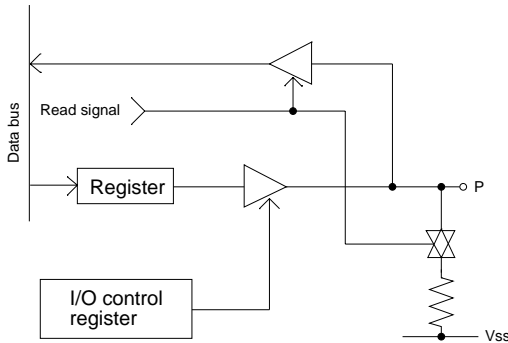 Data bus
Read signal
Register
P
I/O control
register
Vss